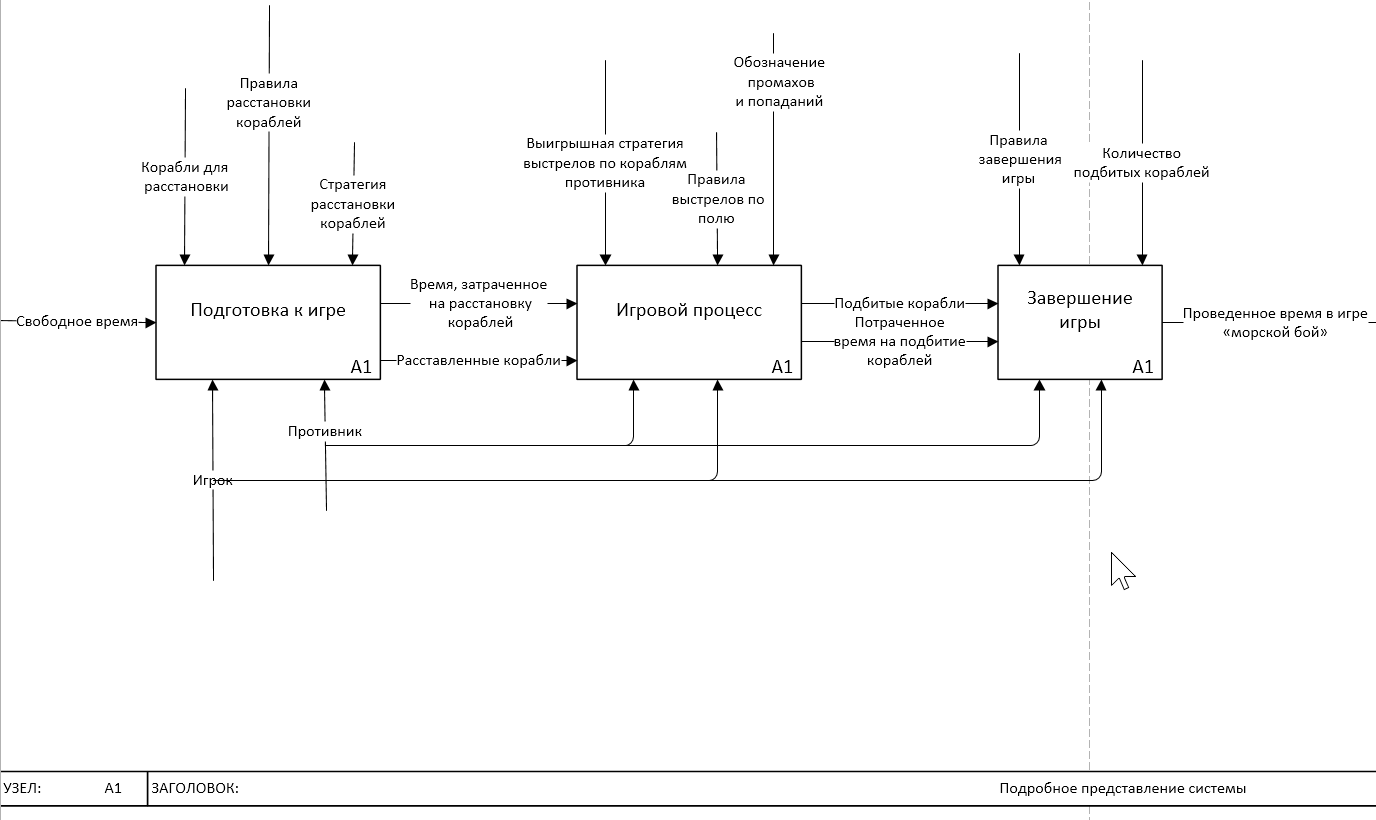 Обозначение
промахов
и попаданий
Правила
расстановки
кораблей
Корабли для
расстановки
Стратегия
расстановки
кораблей
Выигрышная стратегия
выстрелов по кораблям
противника
Правила
выстрелов по
полю
Правила
завершения
игры
Количество
подбитых кораблей
Свободное время
Подготовка к игре
A1
Время, затраченное
на расстановку
кораблей
Расставленные корабли
Игровой процесс
A1
Подбитые корабли
Потраченное
время на подбитие
кораблей
Завершение
игры
A1
Проведенное время в игре
«морской бой»
Противник
Игрок
УЗЕЛ:
A1
ЗАГОЛОВОК:
Подробное представление системы